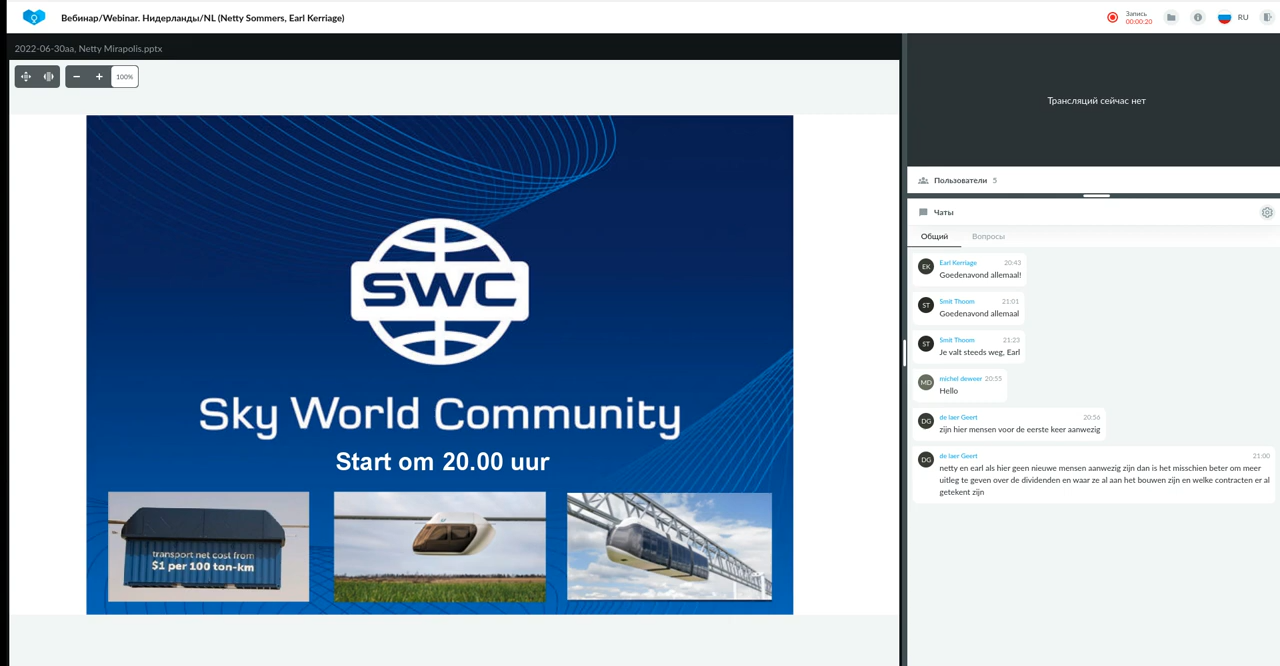 Вебинар/Webinar. Нидерланды/NL (Netty Sommers, Earl Kerriage)
Запись
00:00:20
RU
2022-06-30aa, Netty Mirapolis.pptx
100%
SWC
Sky World Community
Start om 20.00 uur
transport net cost from
$1 per 100 ton-km
Трансляций сейчас нет
Пользователи 5
Чаты
Общий Вопросы
EK
Earl Kerriage 20:43
Goedenavond allemaal!
ST
Smit Thoom 21:01
Goedenavond allemaal
ST
Smit Thoom 21:23
Je valt steeds weg, Earl
MD
michel deweer 20:55
Hello
DG
de laer Geert 20:56
zijn hier mensen voor de eerste keer aanwezig
DG
de laer Geert 21:00
netty en earl als hier geen nieuwe mensen aanwezig zijn dan is het misschien beter om meer
uitleg te geven over de dividenden en waar ze al aan het bouwen zijn en welke contracten er al
getekent zijn